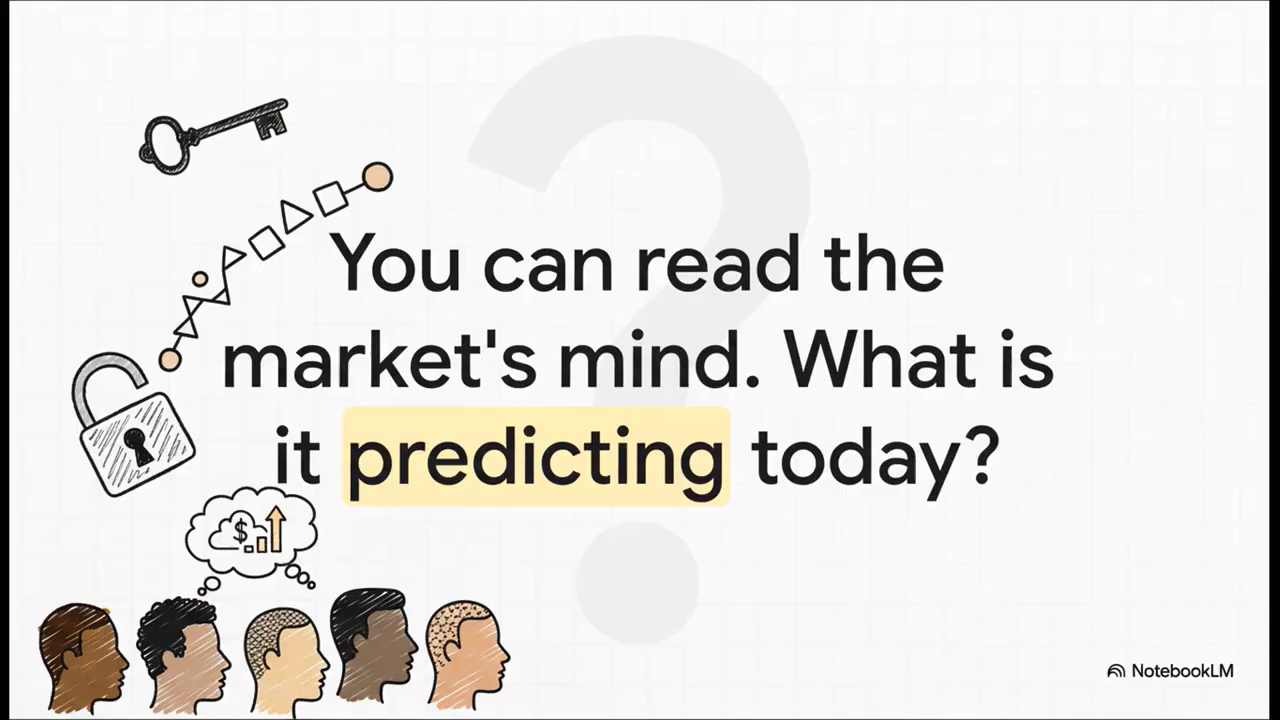 You can read the
market's mind. What is
it predicting today?
$
NotebookLM